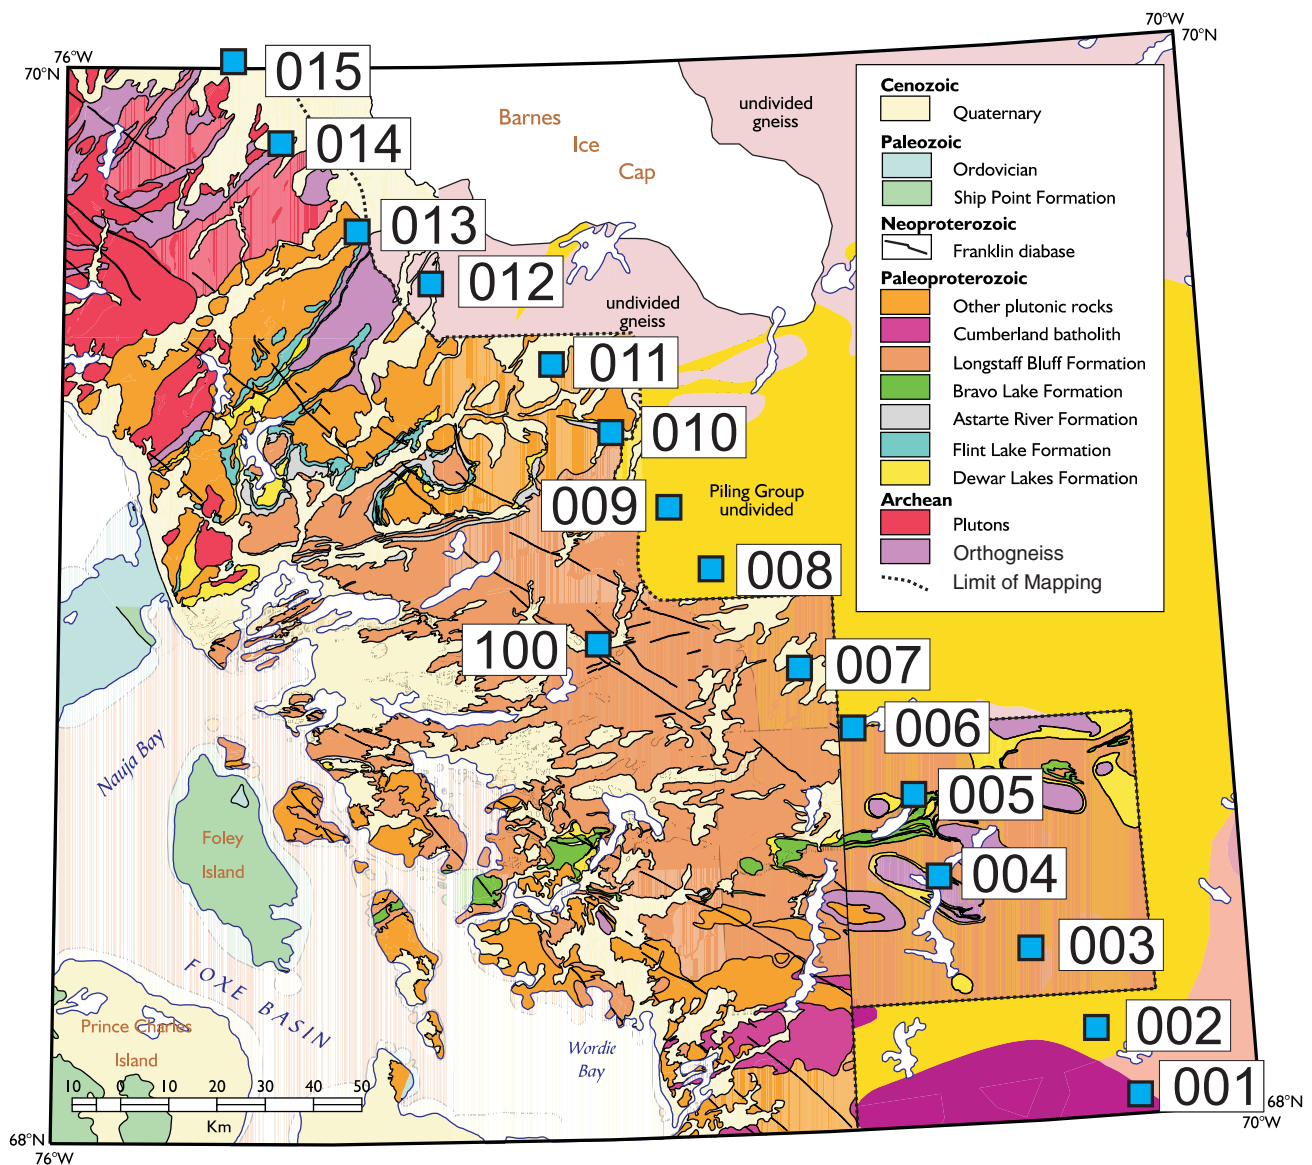 70°W
70°N
76°W
70°N
015
014
013
012
011
010
009
008
100
007
006
005
004
003
002
001
Barnes
Ice
Cap
undivided
gneiss
undivided
gneiss
Piling Group
undivided
Cenozoic
Quaternary
Paleozoic
Ordovician
Ship Point Formation
Neoproterozoic
Franklin diabase
Paleoproterozoic
Other plutonic rocks
Cumberland batholith
Longstaff Bluff Formation
Bravo Lake Formation
Astarte River Formation
Flint Lake Formation
Dewar Lakes Formation
Archean
Plutons
Orthogneiss
Limit of Mapping
Nauja Bay
Foley
Island
FOXE BASIN
Prince Charles
Island
Wordie
Bay
10 0 10 20 30 40 50
Km
68°N
76°W
68°N
70°W